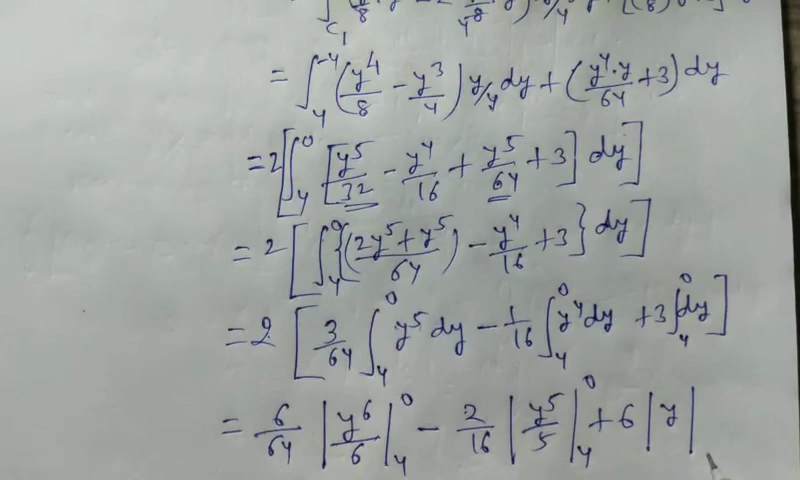 = ∫_4^{-4} (y^4/8 - y^3/4) y/4 dy + (y^4·y/64 + 3) dy
= 2[∫_4^0 [y^5/32 - y^4/16 + y^5/64 + 3] dy]
= 2[∫_4^0 {(2y^5+y^5/64) - y^4/16 + 3} dy]
= 2[3/64 ∫_4^0 y^5 dy - 1/16 ∫_4^0 y^4 dy + 3∫_4^0 dy]
= 6/64 |y^6/6|_4^0 - 2/16 |y^5/5|_4^0 + 6|y|